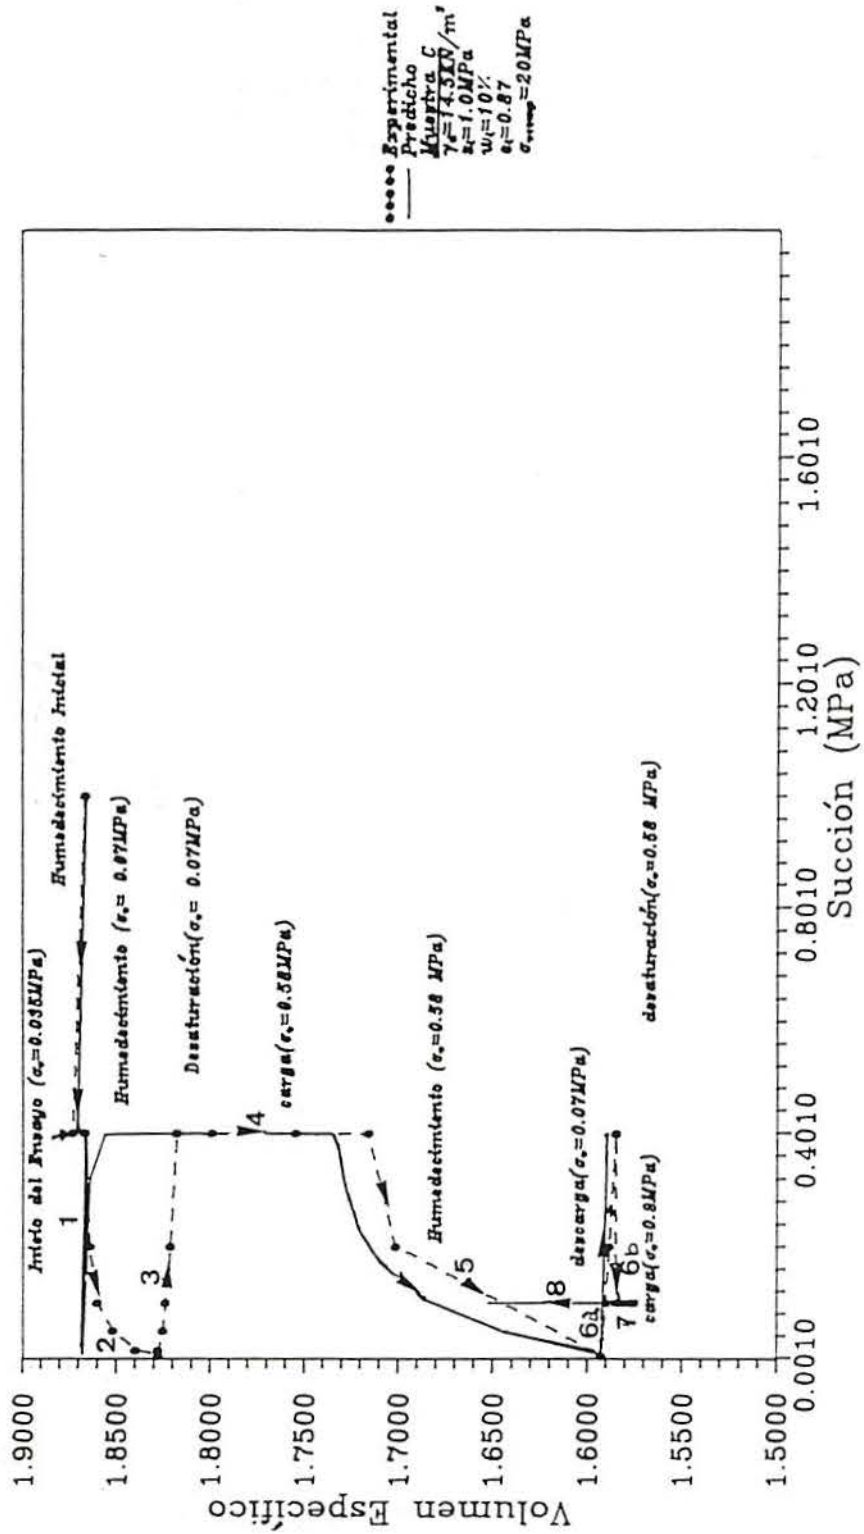 •••• Experimental
—— Predicho
Muestra C
γ =14.5KN/m³
s =1.0MPa
w =10%
e =0.87
σ =20MPa
Inicio del Ensayo (σ =0.035MPa)
Humedecimiento Inicial
Humedecimiento (σ = 0.07MPa)
Desaturación(σ = 0.07MPa)
carga(σ =0.58MPa)
Humedecimiento (σ =0.58 MPa)
descarga(σ =0.07MPa)
desaturación(σ =0.58 MPa)
carga(σ =0.9MPa)
1
2
3
4
5
6a
6b
7
8
Volumen Específico
1.9000
1.8500
1.8000
1.7500
1.7000
1.6500
1.6000
1.5500
1.5000
0.0010
0.4010
0.8010
1.2010
1.6010
Succión (MPa)